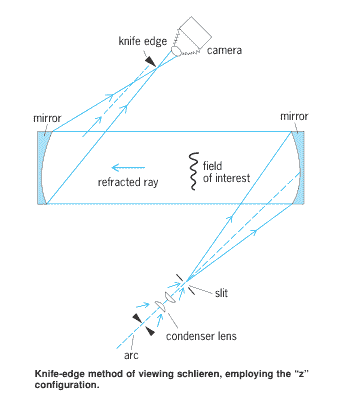 knife edge
camera
mirror
mirror
refracted ray
field
of interest
slit
condenser lens
arc
Knife-edge method of viewing schlieren, employing the “z”
configuration.